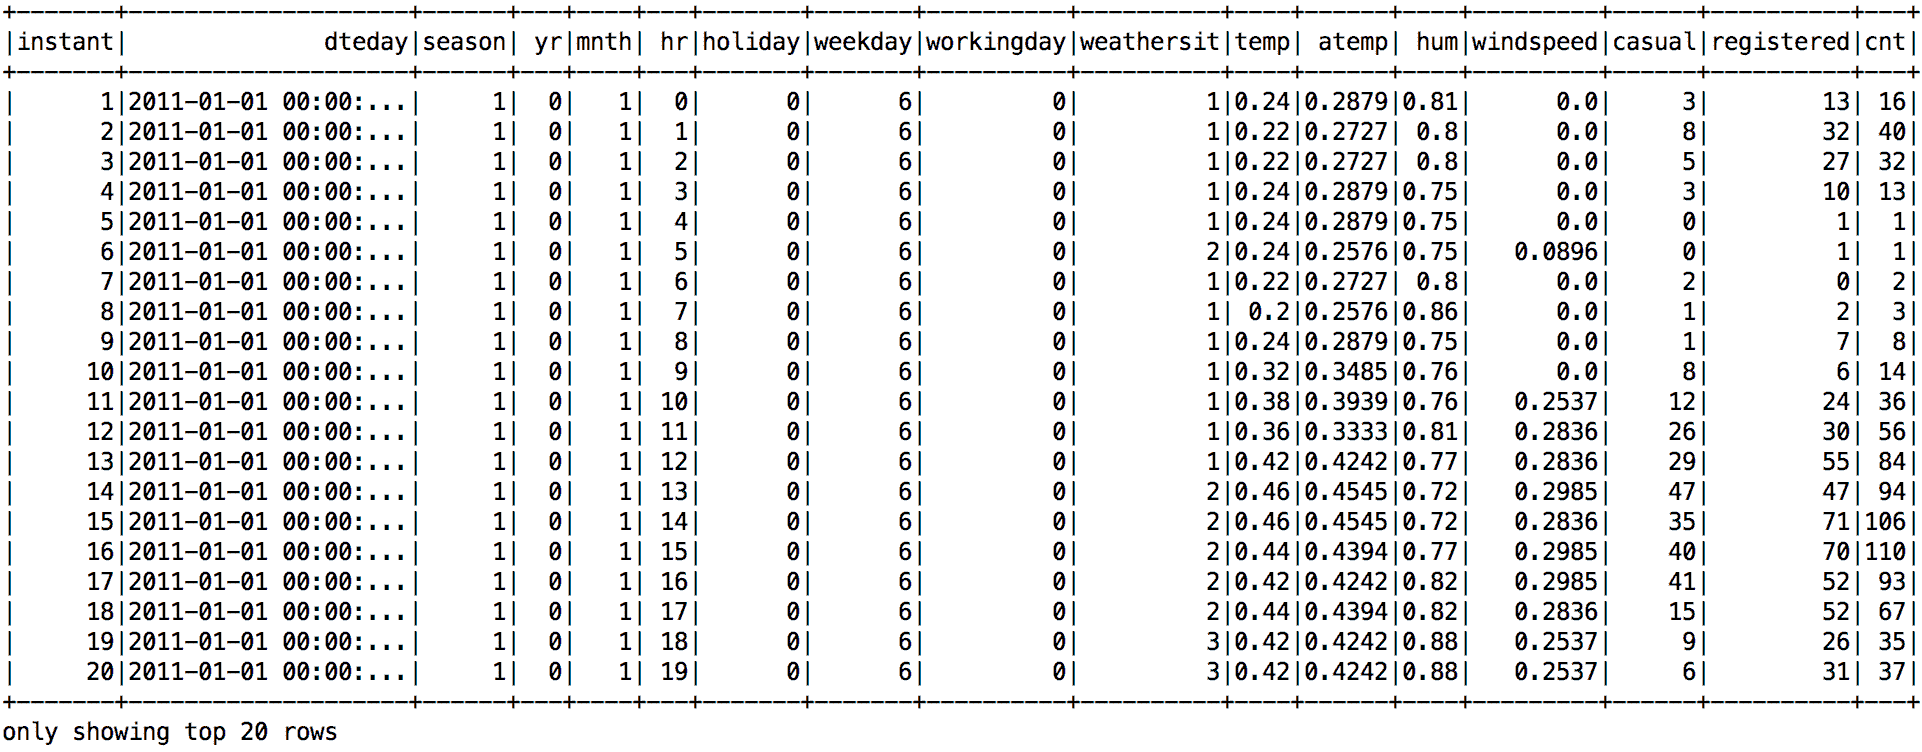 +-------+--------------------+------+---+----+---+-------+-------+----------+----------+----+------+----+---------+------+----------+---+
|instant|              dteday|season| yr|mnth| hr|holiday|weekday|workingday|weathersit|temp| atemp| hum|windspeed|casual|registered|cnt|
+-------+--------------------+------+---+----+---+-------+-------+----------+----------+----+------+----+---------+------+----------+---+
|      1|2011-01-01 00:00:...|     1|  0|   1|  0|      0|      6|         0|         1|0.24|0.2879|0.81|      0.0|     3|        13| 16|
|      2|2011-01-01 00:00:...|     1|  0|   1|  1|      0|      6|         0|         1|0.22|0.2727| 0.8|      0.0|     8|        32| 40|
|      3|2011-01-01 00:00:...|     1|  0|   1|  2|      0|      6|         0|         1|0.22|0.2727| 0.8|      0.0|     5|        27| 32|
|      4|2011-01-01 00:00:...|     1|  0|   1|  3|      0|      6|         0|         1|0.24|0.2879|0.75|      0.0|     3|        10| 13|
|      5|2011-01-01 00:00:...|     1|  0|   1|  4|      0|      6|         0|         1|0.24|0.2879|0.75|      0.0|     0|         1|  1|
|      6|2011-01-01 00:00:...|     1|  0|   1|  5|      0|      6|         0|         2|0.24|0.2576|0.75|   0.0896|     0|         1|  1|
|      7|2011-01-01 00:00:...|     1|  0|   1|  6|      0|      6|         0|         1|0.22|0.2727| 0.8|      0.0|     2|         0|  2|
|      8|2011-01-01 00:00:...|     1|  0|   1|  7|      0|      6|         0|         1| 0.2|0.2576|0.86|      0.0|     1|         2|  3|
|      9|2011-01-01 00:00:...|     1|  0|   1|  8|      0|      6|         0|         1|0.24|0.2879|0.75|      0.0|     1|         7|  8|
|     10|2011-01-01 00:00:...|     1|  0|   1|  9|      0|      6|         0|         1|0.32|0.3485|0.76|      0.0|     8|         6| 14|
|     11|2011-01-01 00:00:...|     1|  0|   1| 10|      0|      6|         0|         1|0.38|0.3939|0.76|   0.2537|    12|        24| 36|
|     12|2011-01-01 00:00:...|     1|  0|   1| 11|      0|      6|         0|         1|0.36|0.3333|0.81|   0.2836|    26|        30| 56|
|     13|2011-01-01 00:00:...|     1|  0|   1| 12|      0|      6|         0|         1|0.42|0.4242|0.77|   0.2836|    29|        55| 84|
|     14|2011-01-01 00:00:...|     1|  0|   1| 13|      0|      6|         0|         2|0.46|0.4545|0.72|   0.2985|    47|        47| 94|
|     15|2011-01-01 00:00:...|     1|  0|   1| 14|      0|      6|         0|         2|0.46|0.4545|0.72|   0.2836|    35|        71|106|
|     16|2011-01-01 00:00:...|     1|  0|   1| 15|      0|      6|         0|         2|0.44|0.4394|0.77|   0.2985|    40|        70|110|
|     17|2011-01-01 00:00:...|     1|  0|   1| 16|      0|      6|         0|         2|0.42|0.4242|0.82|   0.2985|    41|        52| 93|
|     18|2011-01-01 00:00:...|     1|  0|   1| 17|      0|      6|         0|         2|0.44|0.4394|0.82|   0.2836|    15|        52| 67|
|     19|2011-01-01 00:00:...|     1|  0|   1| 18|      0|      6|         0|         3|0.42|0.4242|0.88|   0.2537|     9|        26| 35|
|     20|2011-01-01 00:00:...|     1|  0|   1| 19|      0|      6|         0|         3|0.42|0.4242|0.88|   0.2537|     6|        31| 37|
+-------+--------------------+------+---+----+---+-------+-------+----------+----------+----+------+----+---------+------+----------+---+
only showing top 20 rows